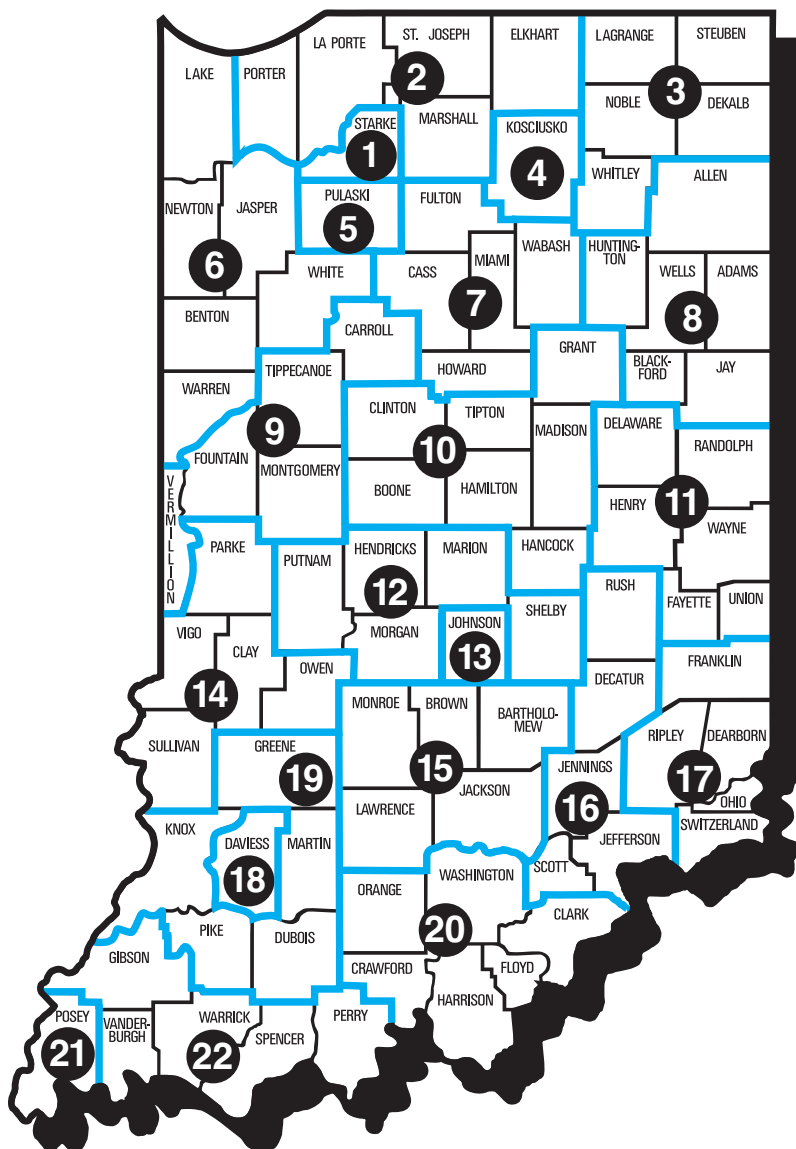 LA PORTE
ST. JOSEPH
ELKHART
LAGRANGE
STEUBEN
LAKE
PORTER
2
3
NOBLE
DEKALB
STARKE
MARSHALL
KOSCIUSKO
1
4
WHITLEY
ALLEN
NEWTON
JASPER
PULASKI
FULTON
5
6
WHITE
CASS
MIAMI
WABASH
HUNTING-
TON
WELLS
ADAMS
7
8
BENTON
CARROLL
HOWARD
GRANT
BLACK-
FORD
JAY
WARREN
TIPPECANOE
CLINTON
TIPTON
MADISON
DELAWARE
RANDOLPH
9
10
FOUNTAIN
MONTGOMERY
BOONE
HAMILTON
HENRY
11
WAYNE
VERMILLION
PARKE
PUTNAM
HENDRICKS
MARION
HANCOCK
12
RUSH
FAYETTE
UNION
VIGO
CLAY
MORGAN
JOHNSON
SHELBY
13
FRANKLIN
14
OWEN
DECATUR
MONROE
BROWN
BARTHOLO-
MEW
SULLIVAN
GREENE
RIPLEY
DEARBORN
19
15
JENNINGS
17
JACKSON
16
OHIO
LAWRENCE
SWITZERLAND
KNOX
DAVIESS
MARTIN
JEFFERSON
18
SCOTT
WASHINGTON
ORANGE
CLARK
PIKE
DUBOIS
20
GIBSON
CRAWFORD
FLOYD
HARRISON
POSEY
VANDER-
BURGH
WARRICK
SPENCER
PERRY
21
22